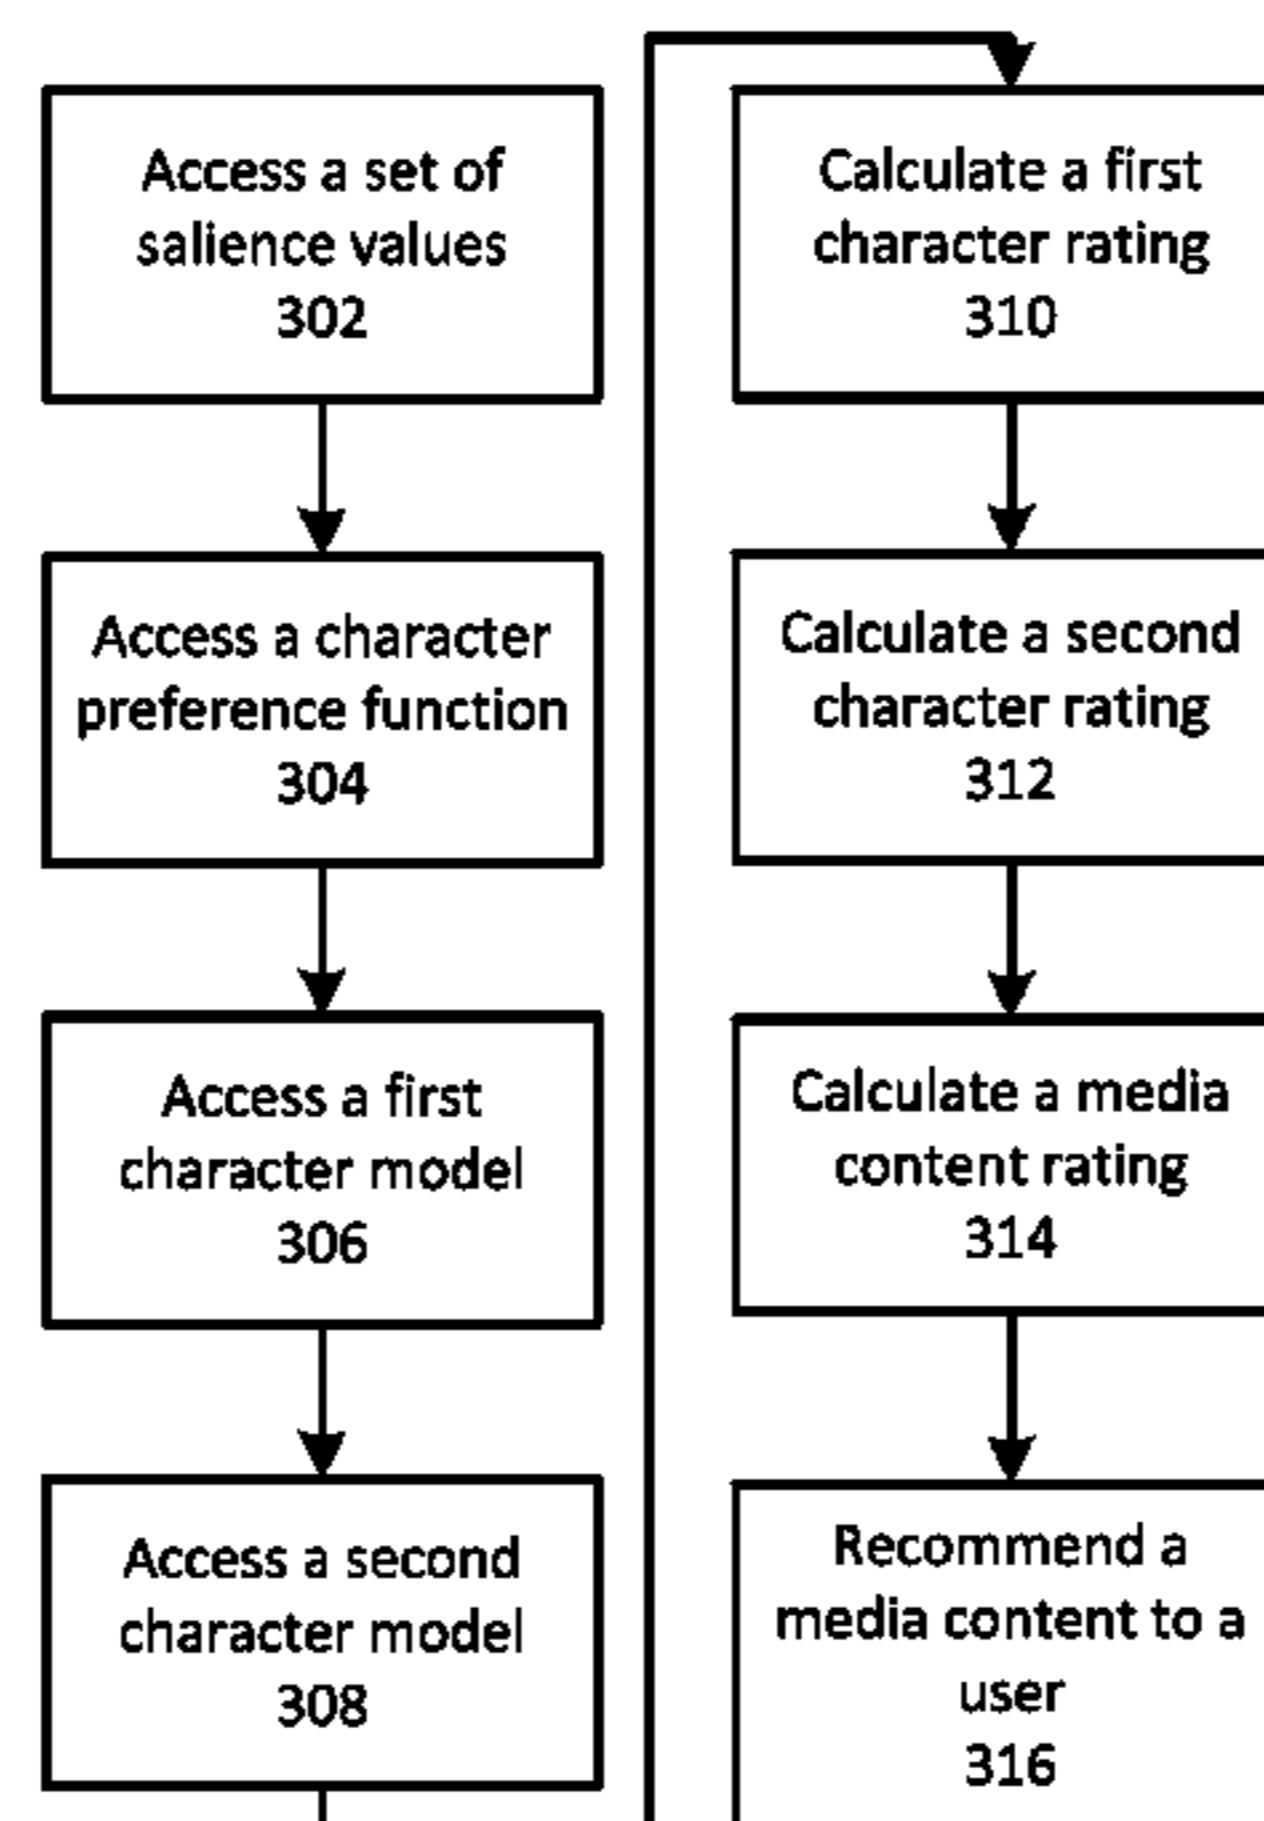 Access a set of
salience values
302
Access a character
preference function
304
Access a first
character model
306
Access a second
character model
308
Calculate a first
character rating
310
Calculate a second
character rating
312
Calculate a media
content rating
314
Recommend a
media content to a
user
316